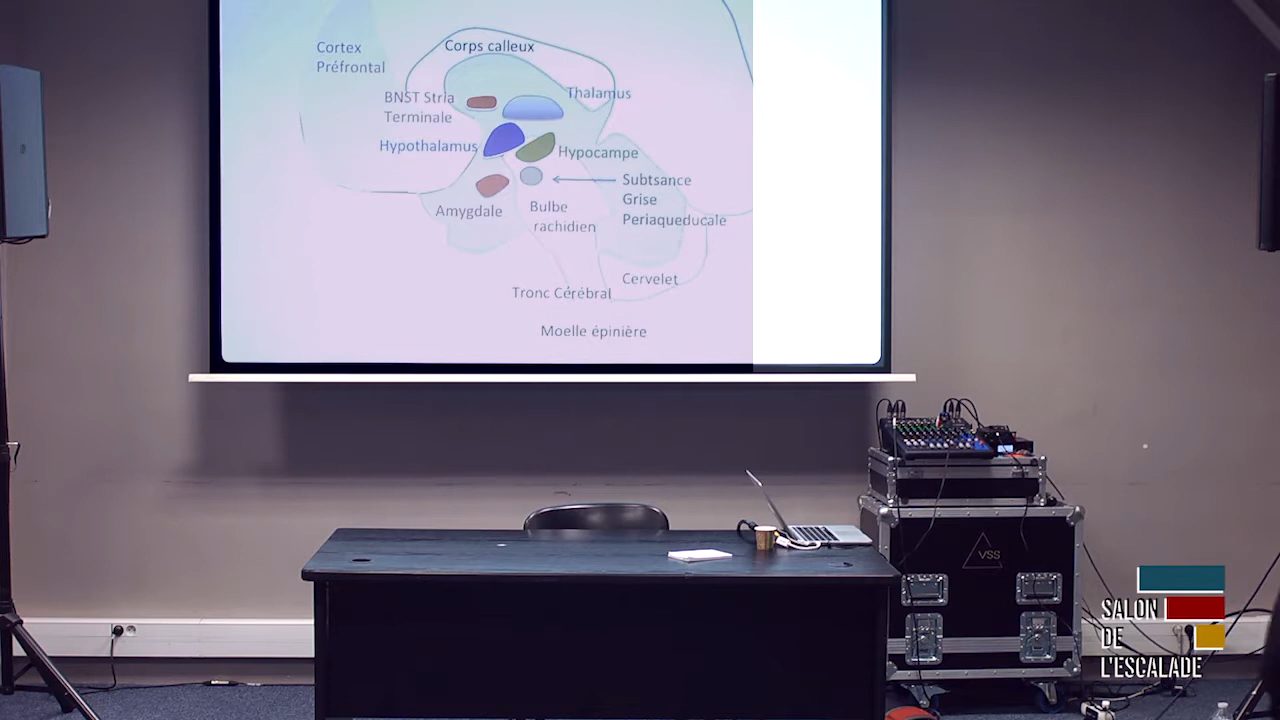 Cortex
Préfrontal
Corps calleux
BNST Stria
Terminale
Thalamus
Hypothalamus
Hypocampe
Subtsance
Grise
Periaqueducale
Amygdale
Bulbe
rachidien
Cervelet
Tronc Cérébral
Moelle épinière
VSS
SALON
DE
L'ESCALADE